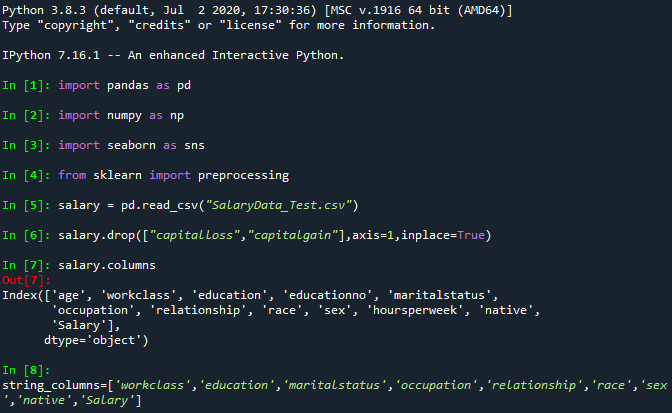 Python 3.8.3 (default, Jul  2 2020, 17:30:36) [MSC v.1916 64 bit (AMD64)]
Type "copyright", "credits" or "license" for more information.
IPython 7.16.1 -- An enhanced Interactive Python.
In [1]: import pandas as pd
In [2]: import numpy as np
In [3]: import seaborn as sns
In [4]: from sklearn import preprocessing
In [5]: salary = pd.read_csv("SalaryData_Test.csv")
In [6]: salary.drop(["capitalloss","capitalgain"],axis=1,inplace=True)
In [7]: salary.columns
Out[7]:
Index(['age', 'workclass', 'education', 'educationno', 'maritalstatus',
       'occupation', 'relationship', 'race', 'sex', 'hoursperweek', 'native',
       'Salary'],
      dtype='object')
In [8]:
string_columns=['workclass','education','maritalstatus','occupation','relationship','race','sex
','native','Salary']